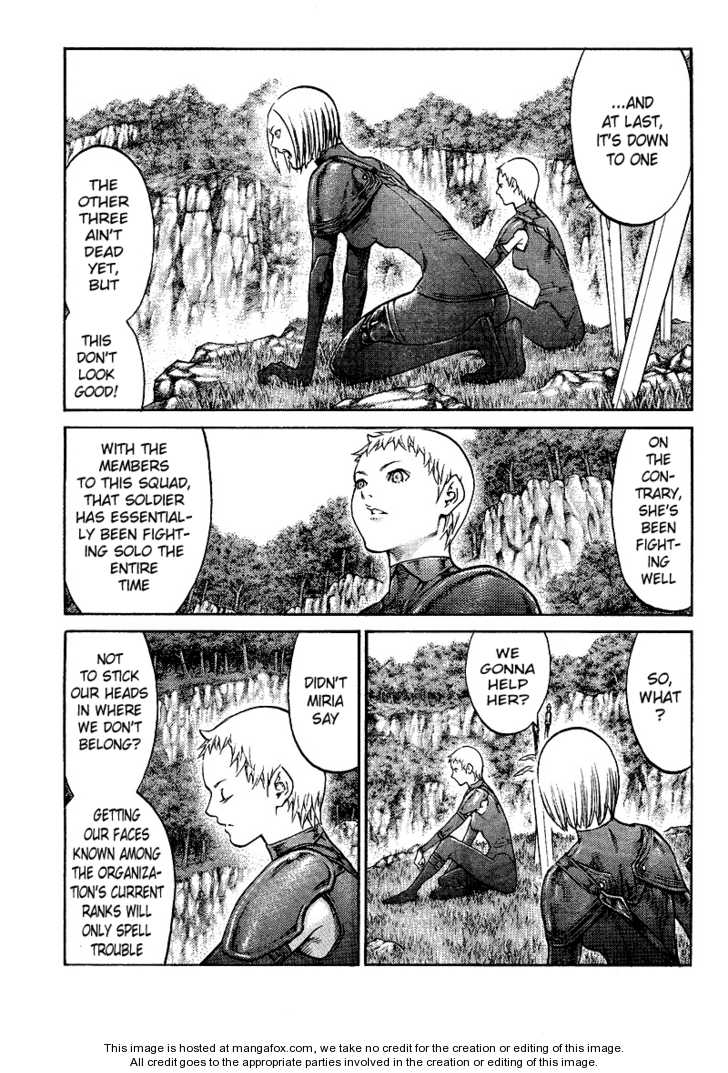 ...AND
AT LAST,
IT'S DOWN
TO ONE
THE
OTHER
THREE
AIN'T
DEAD
YET,
BUT
THIS
DON'T
LOOK
GOOD!
ON
THE
CON-
TRARY,
SHE'S
BEEN
FIGHT-
ING
WELL
WITH THE
MEMBERS
TO THIS SQUAD,
THAT SOLDIER
HAS ESSENTIAL-
LY BEEN FIGHT-
ING SOLO THE
ENTIRE
TIME
SO,
WHAT
?
WE
GONNA
HELP
HER?
DIDN'T
MIRIA
SAY
NOT
TO STICK
OUR HEADS
IN WHERE
WE DON'T
BELONG?
GETTING
OUR FACES
KNOWN AMONG
THE ORGANIZA-
TION'S CURRENT
RANKS WILL
ONLY SPELL
TROUBLE
This image is hosted at mangafox.com, we take no credit for the creation or editing of this image.
All credit goes to the appropriate parties involved in the creation or editing of this image.